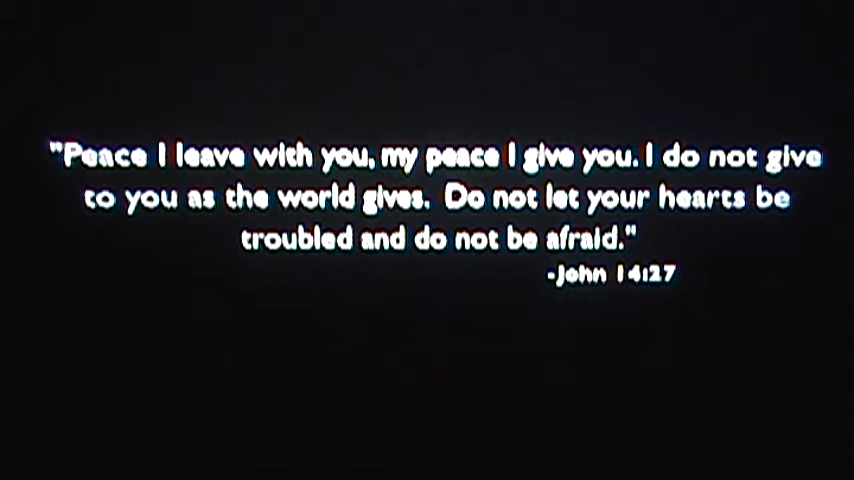 "Peace I leave with you, my peace I give you. I do not give
to you as the world gives. Do not let your hearts be
troubled and do not be afraid."
-John 14:27